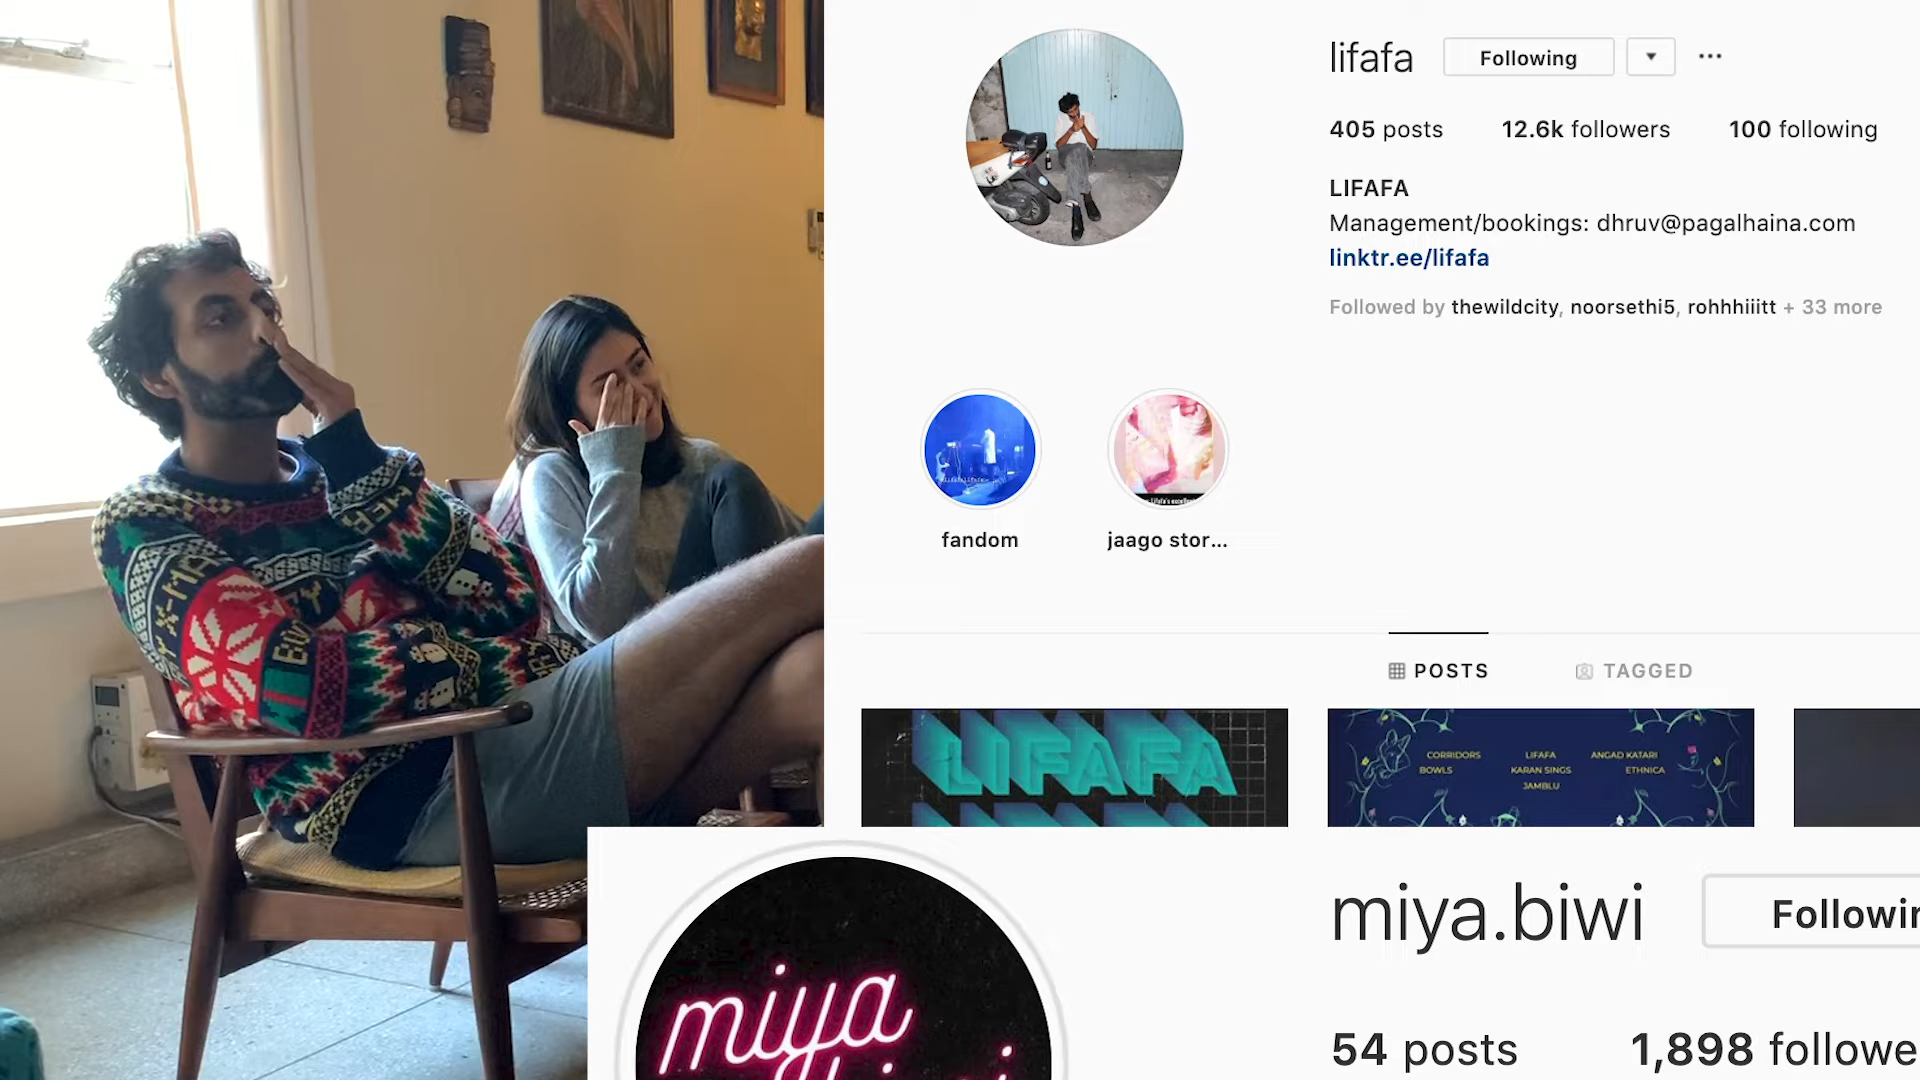 lifafa
Following
405 posts 12.6k followers 100 following
LIFAFA
Management/bookings: dhruv@pagalhaina.com
linktr.ee/lifafa
Followed by thewildcity, noorsethi5, rohhhiiitt + 33 more
fandom
jaago stor...
POSTS
TAGGED
LIFAFA
CORRIDORS LIFAFA ANGAD KATARI
BOWLS KARAN SINGS ETHNICA
JAMBLU
miya.biwi
54 posts 1,898
miya